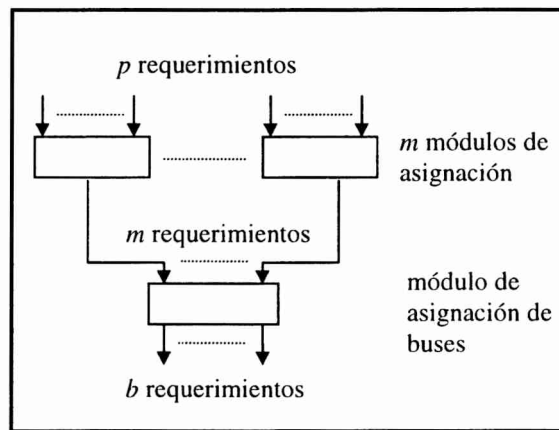 p requerimientos
m módulos de
asignación
m requerimientos
módulo de
asignación de
buses
b requerimientos